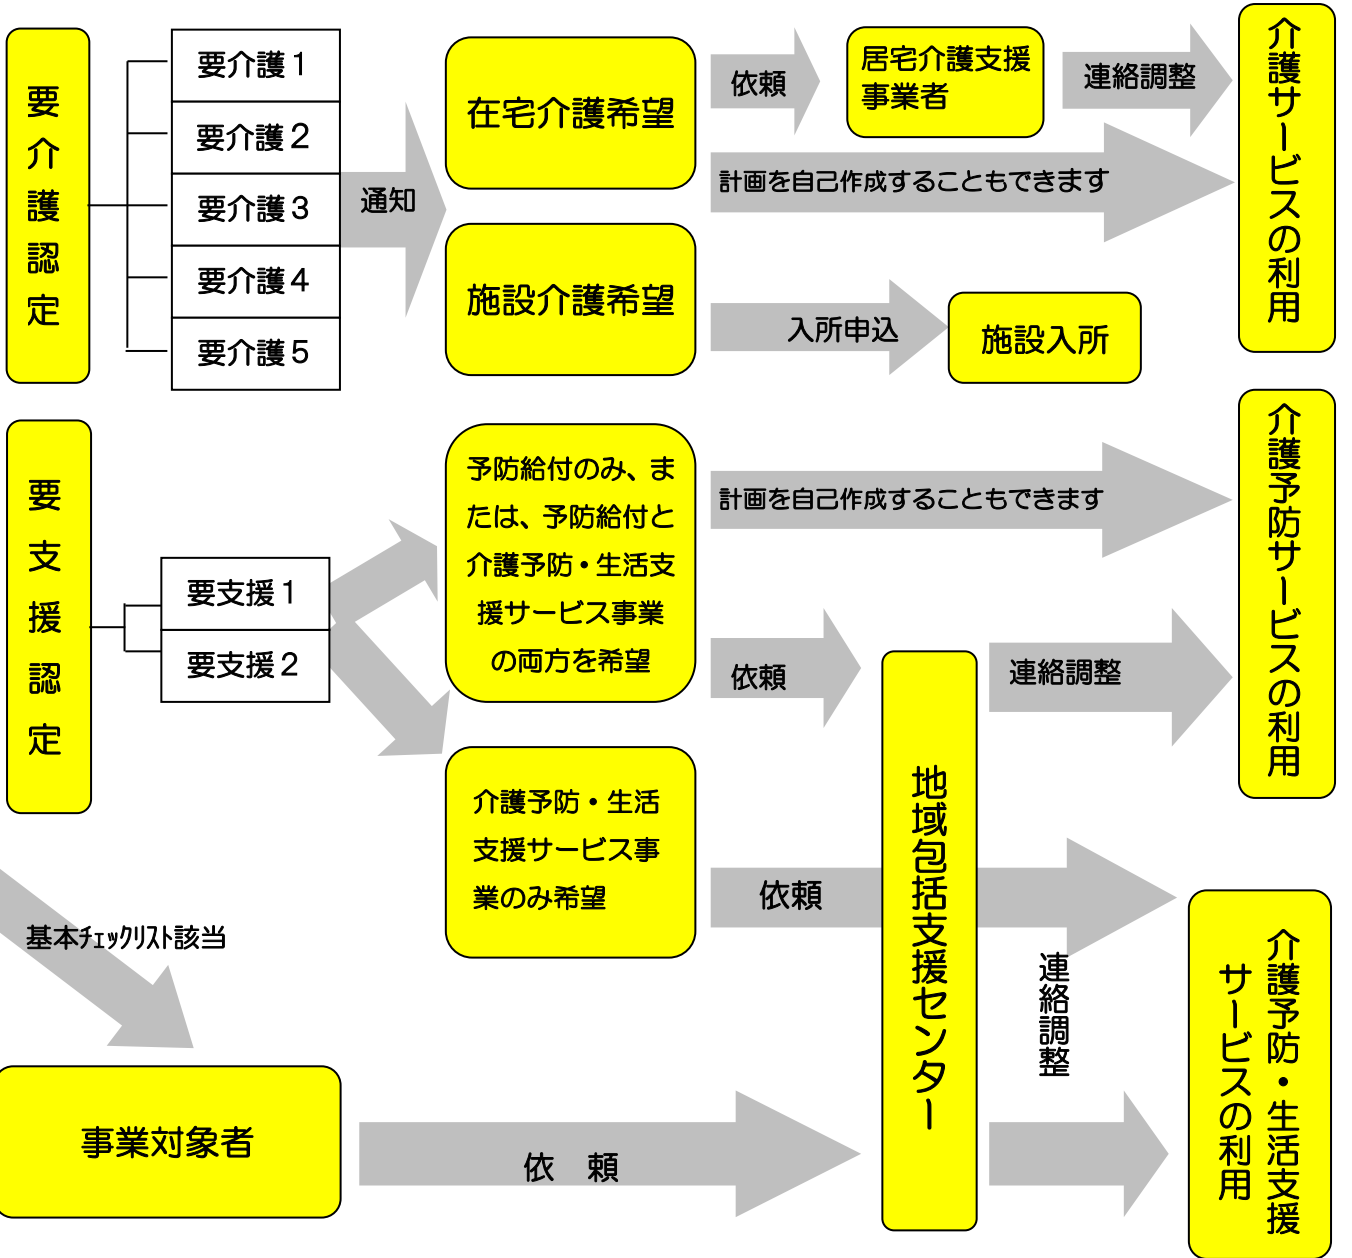 要介護認定
要介護１
要介護２
要介護３
要介護４
要介護５
通知
在宅介護希望
依頼
居宅介護支援
事業者
連絡調整
計画を自己作成することもできます
介護サービスの利用
施設介護希望
入所申込
施設入所
要支援認定
要支援１
要支援２
予防給付のみ、ま
たは、予防給付と
介護予防・生活支
援サービス事業
の両方を希望
計画を自己作成することもできます
依頼
連絡調整
介護予防サービスの利用
介護予防・生活
支援サービス事
業のみ希望
依頼
地域包括支援センター
連絡調整
介護予防・生活支援
サービスの利用
基本ﾁｪｯｸﾘｽﾄ該当
事業対象者
依　頼